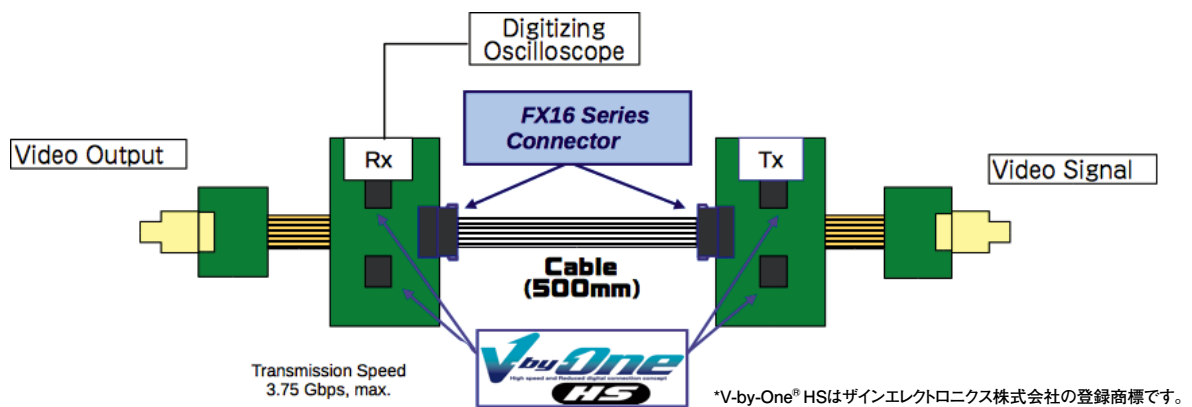 Digitizing
Oscilloscope
FX16 Series
Connector
Video Output
Rx
Tx
Video Signal
Cable
(500mm)
V-by-One
High speed and Reduced digital connection concept
HS
Transmission Speed
3.75 Gbps, max.
*V-by-One® HSはザインエレクトロニクス株式会社の登録商標です。